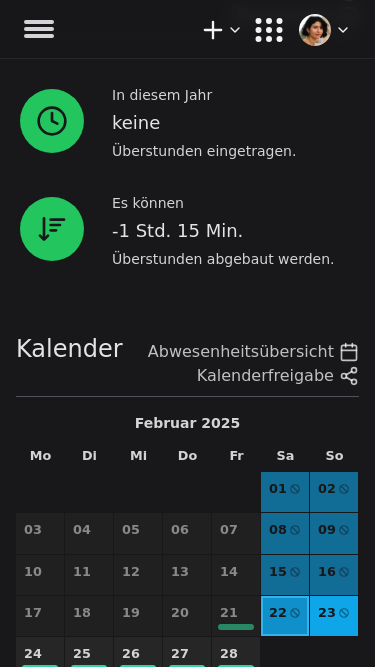 In diesem Jahr
keine
Überstunden eingetragen.
Es können
-1 Std. 15 Min.
Überstunden abgebaut werden.
Kalender
Abwesenheitsübersicht
Kalenderfreigabe
Februar 2025
Mo Di Mi Do Fr Sa So
01 02
03 04 05 06 07 08 09
10 11 12 13 14 15 16
17 18 19 20 21 22 23
24 25 26 27 28